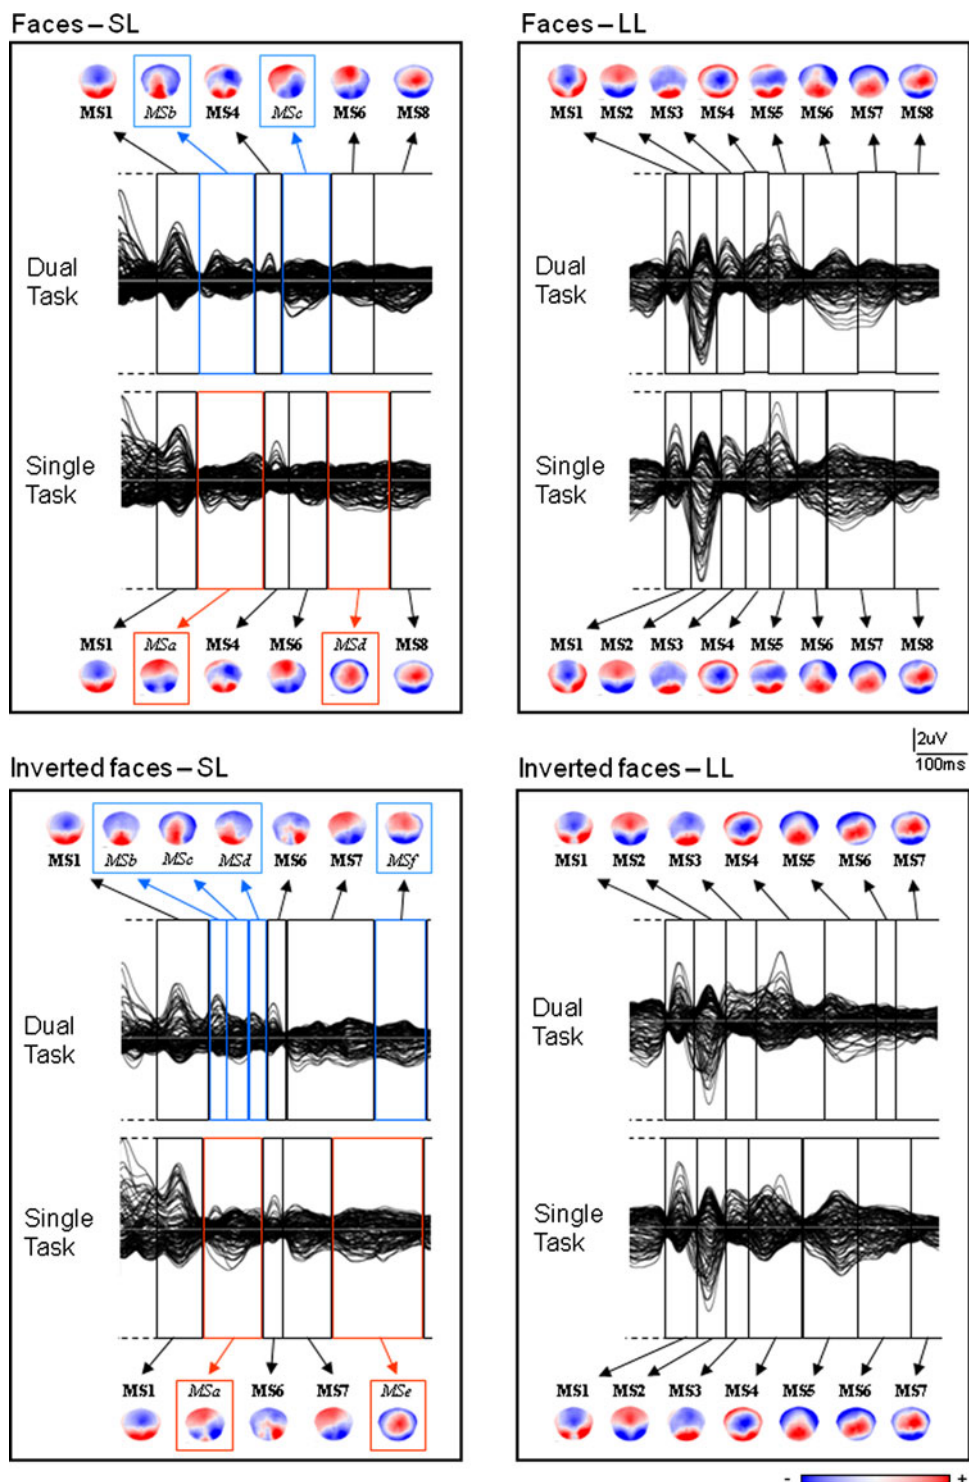 Faces – SL
Faces – LL
MS1 MSb MS4 MSc MS6 MS8
MS1 MS2 MS3 MS4 MS5 MS6 MS7 MS8
Dual
Task
Dual
Task
Single
Task
Single
Task
MS1 MSa MS4 MS6 MSd MS8
MS1 MS2 MS3 MS4 MS5 MS6 MS7 MS8
2uV
100ms
Inverted faces – SL
Inverted faces – LL
MS1 MSb MSc MSd MS6 MS7 MSf
MS1 MS2 MS3 MS4 MS5 MS6 MS7
Dual
Task
Dual
Task
Single
Task
Single
Task
MS1 MSa MS6 MS7 MSe
MS1 MS2 MS3 MS4 MS5 MS6 MS7
- +